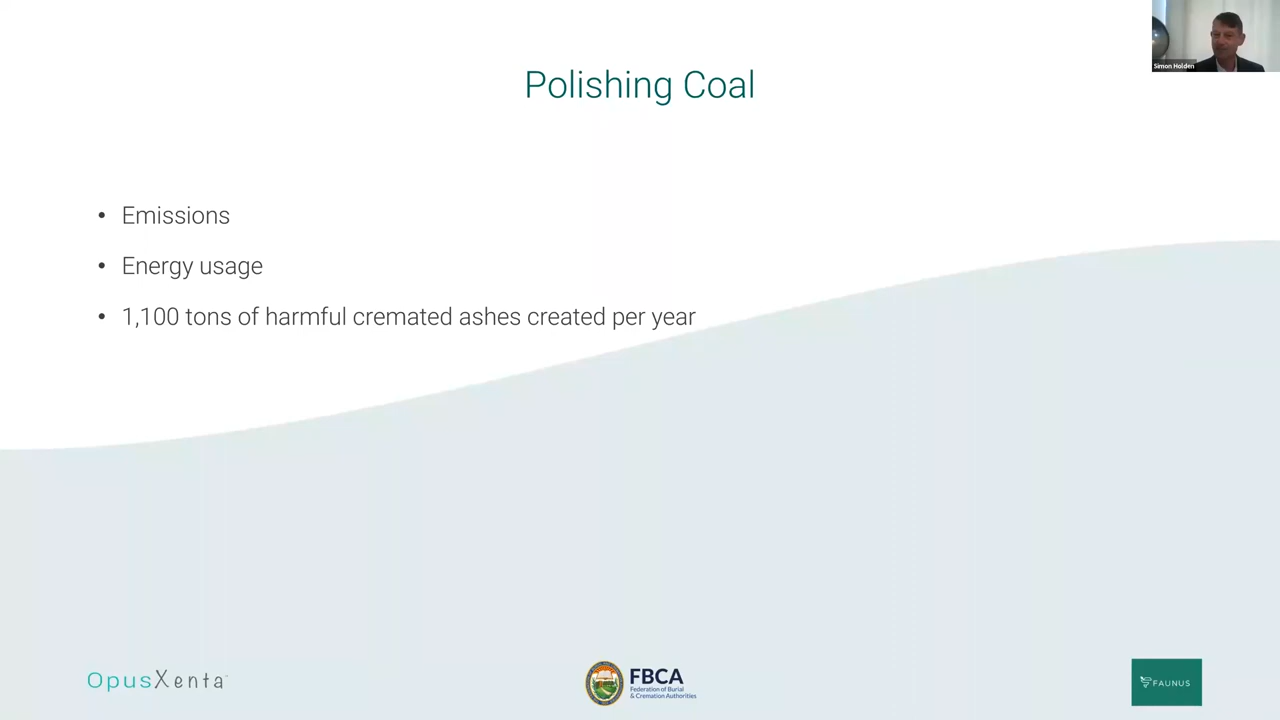 Simon Holden
Polishing Coal
• Emissions
• Energy usage
• 1,100 tons of harmful cremated ashes created per year
OpusXenta
FBCA
Federation of Burial
& Cremation Authorities
FAUNUS